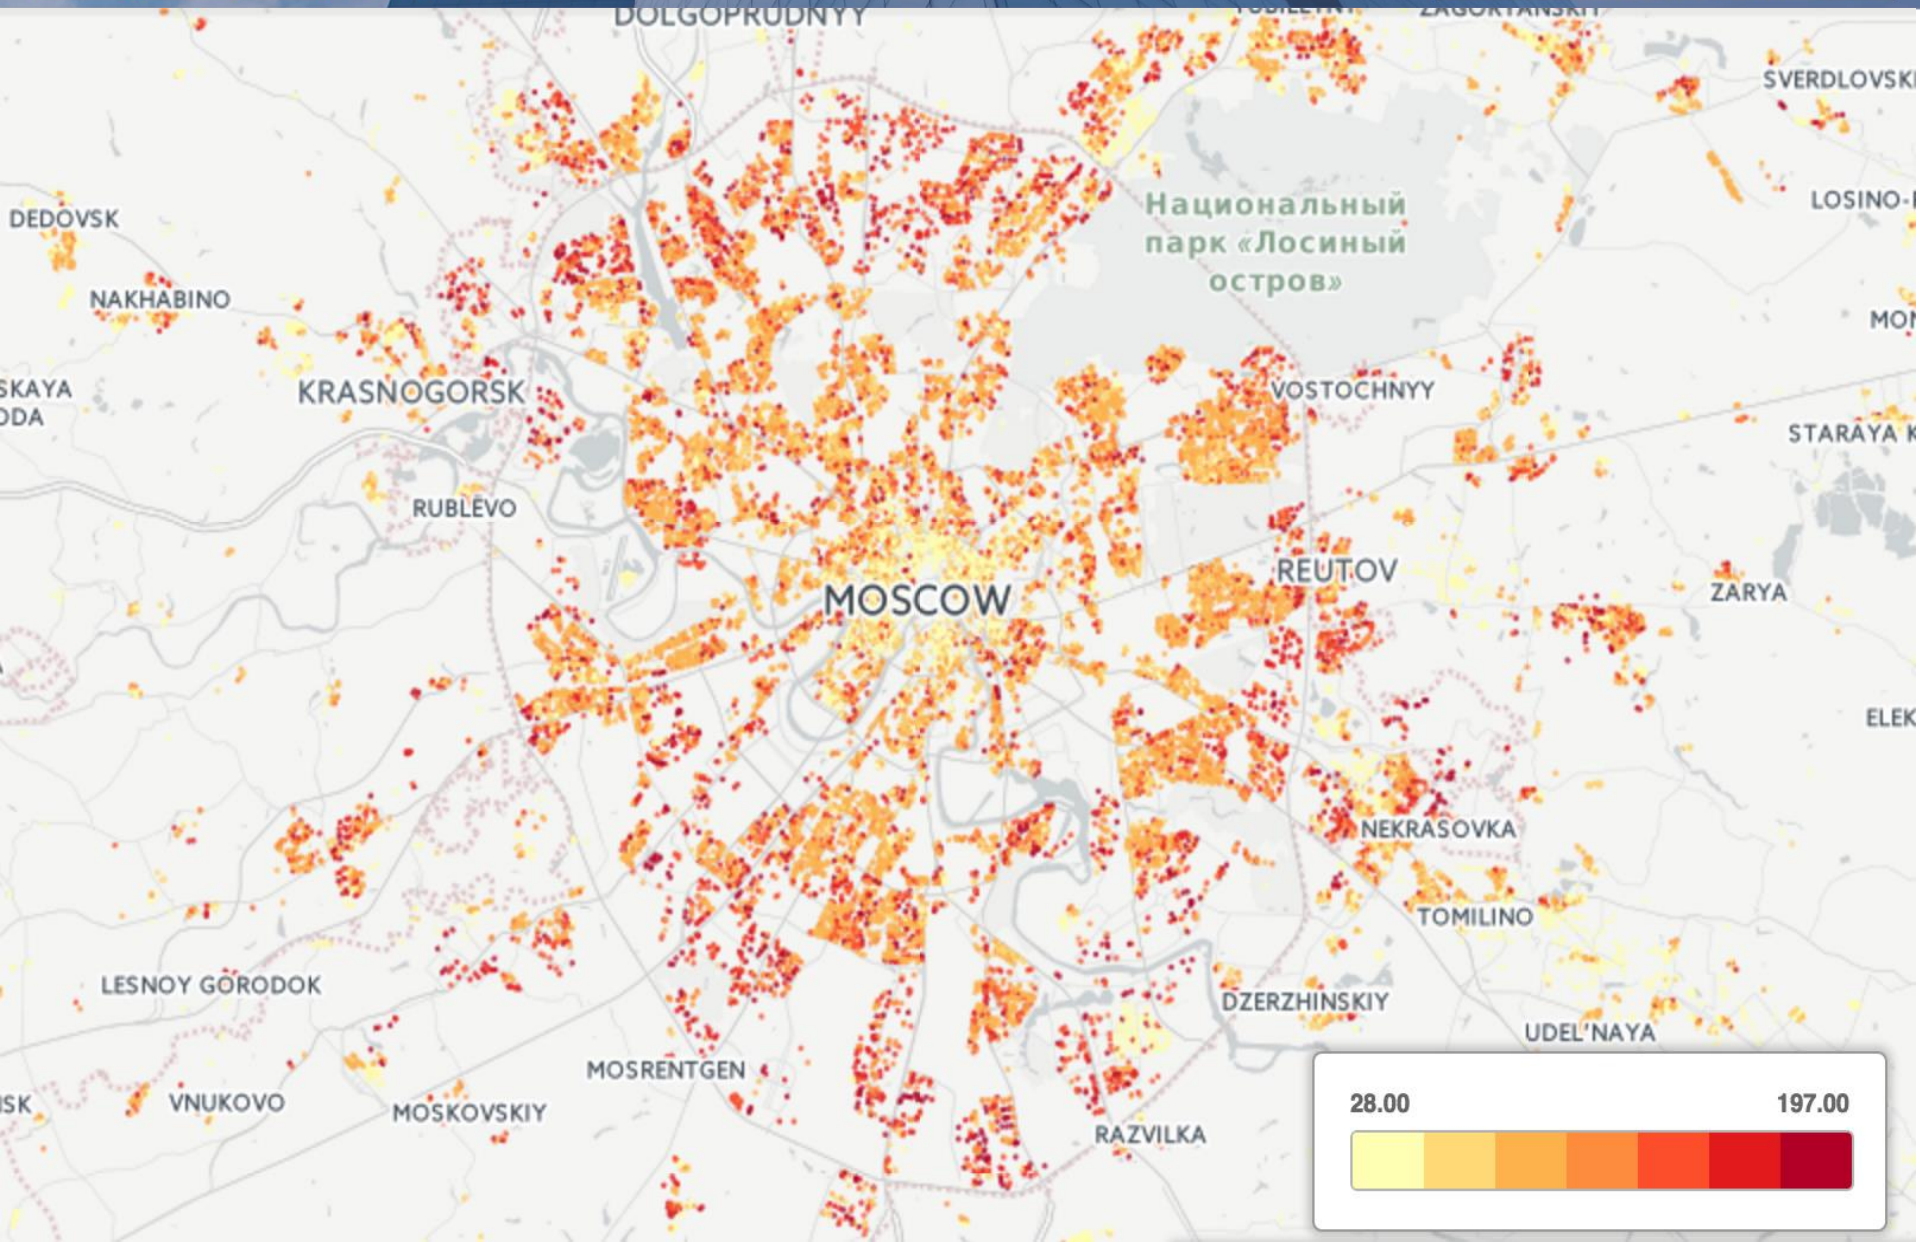 DOLGOPRUDNYY
SVERDLOVSK
Национальный
парк «Лосиный
остров»
LOSINO-
DEDOVSK
NAKHABINO
KRASNOGORSK
SKAYA
ODA
VOSTOCHNYY
STARAYA
RUBLEVO
MOSCOW
REUTOV
ZARYA
ELEK
NEKRASOVKA
TOMILINO
LESNOY GORODOK
DZERZHINSKIY
UDEL'NAYA
MOSRENTGEN
VNUKOVO
MOSKOVSKIY
RAZVILKA
SK
28.00 197.00